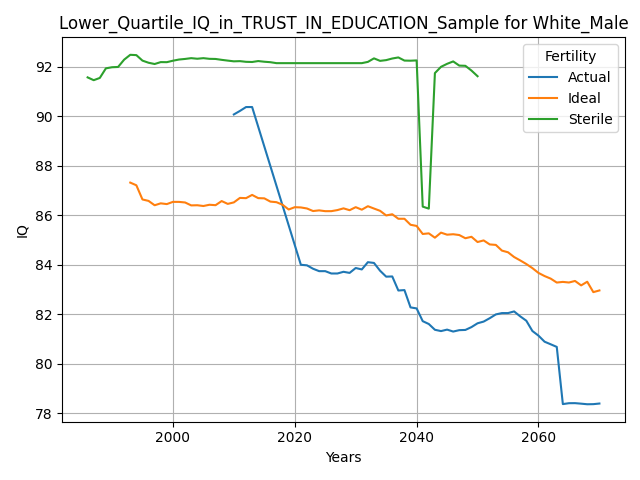 Lower_Quartile_IQ_in_TRUST_IN_EDUCATION_Sample for White_Male
Fertility
Actual
Ideal
Sterile
92
90
88
86
84
82
80
78
IQ
2000
2020
2040
2060
Years